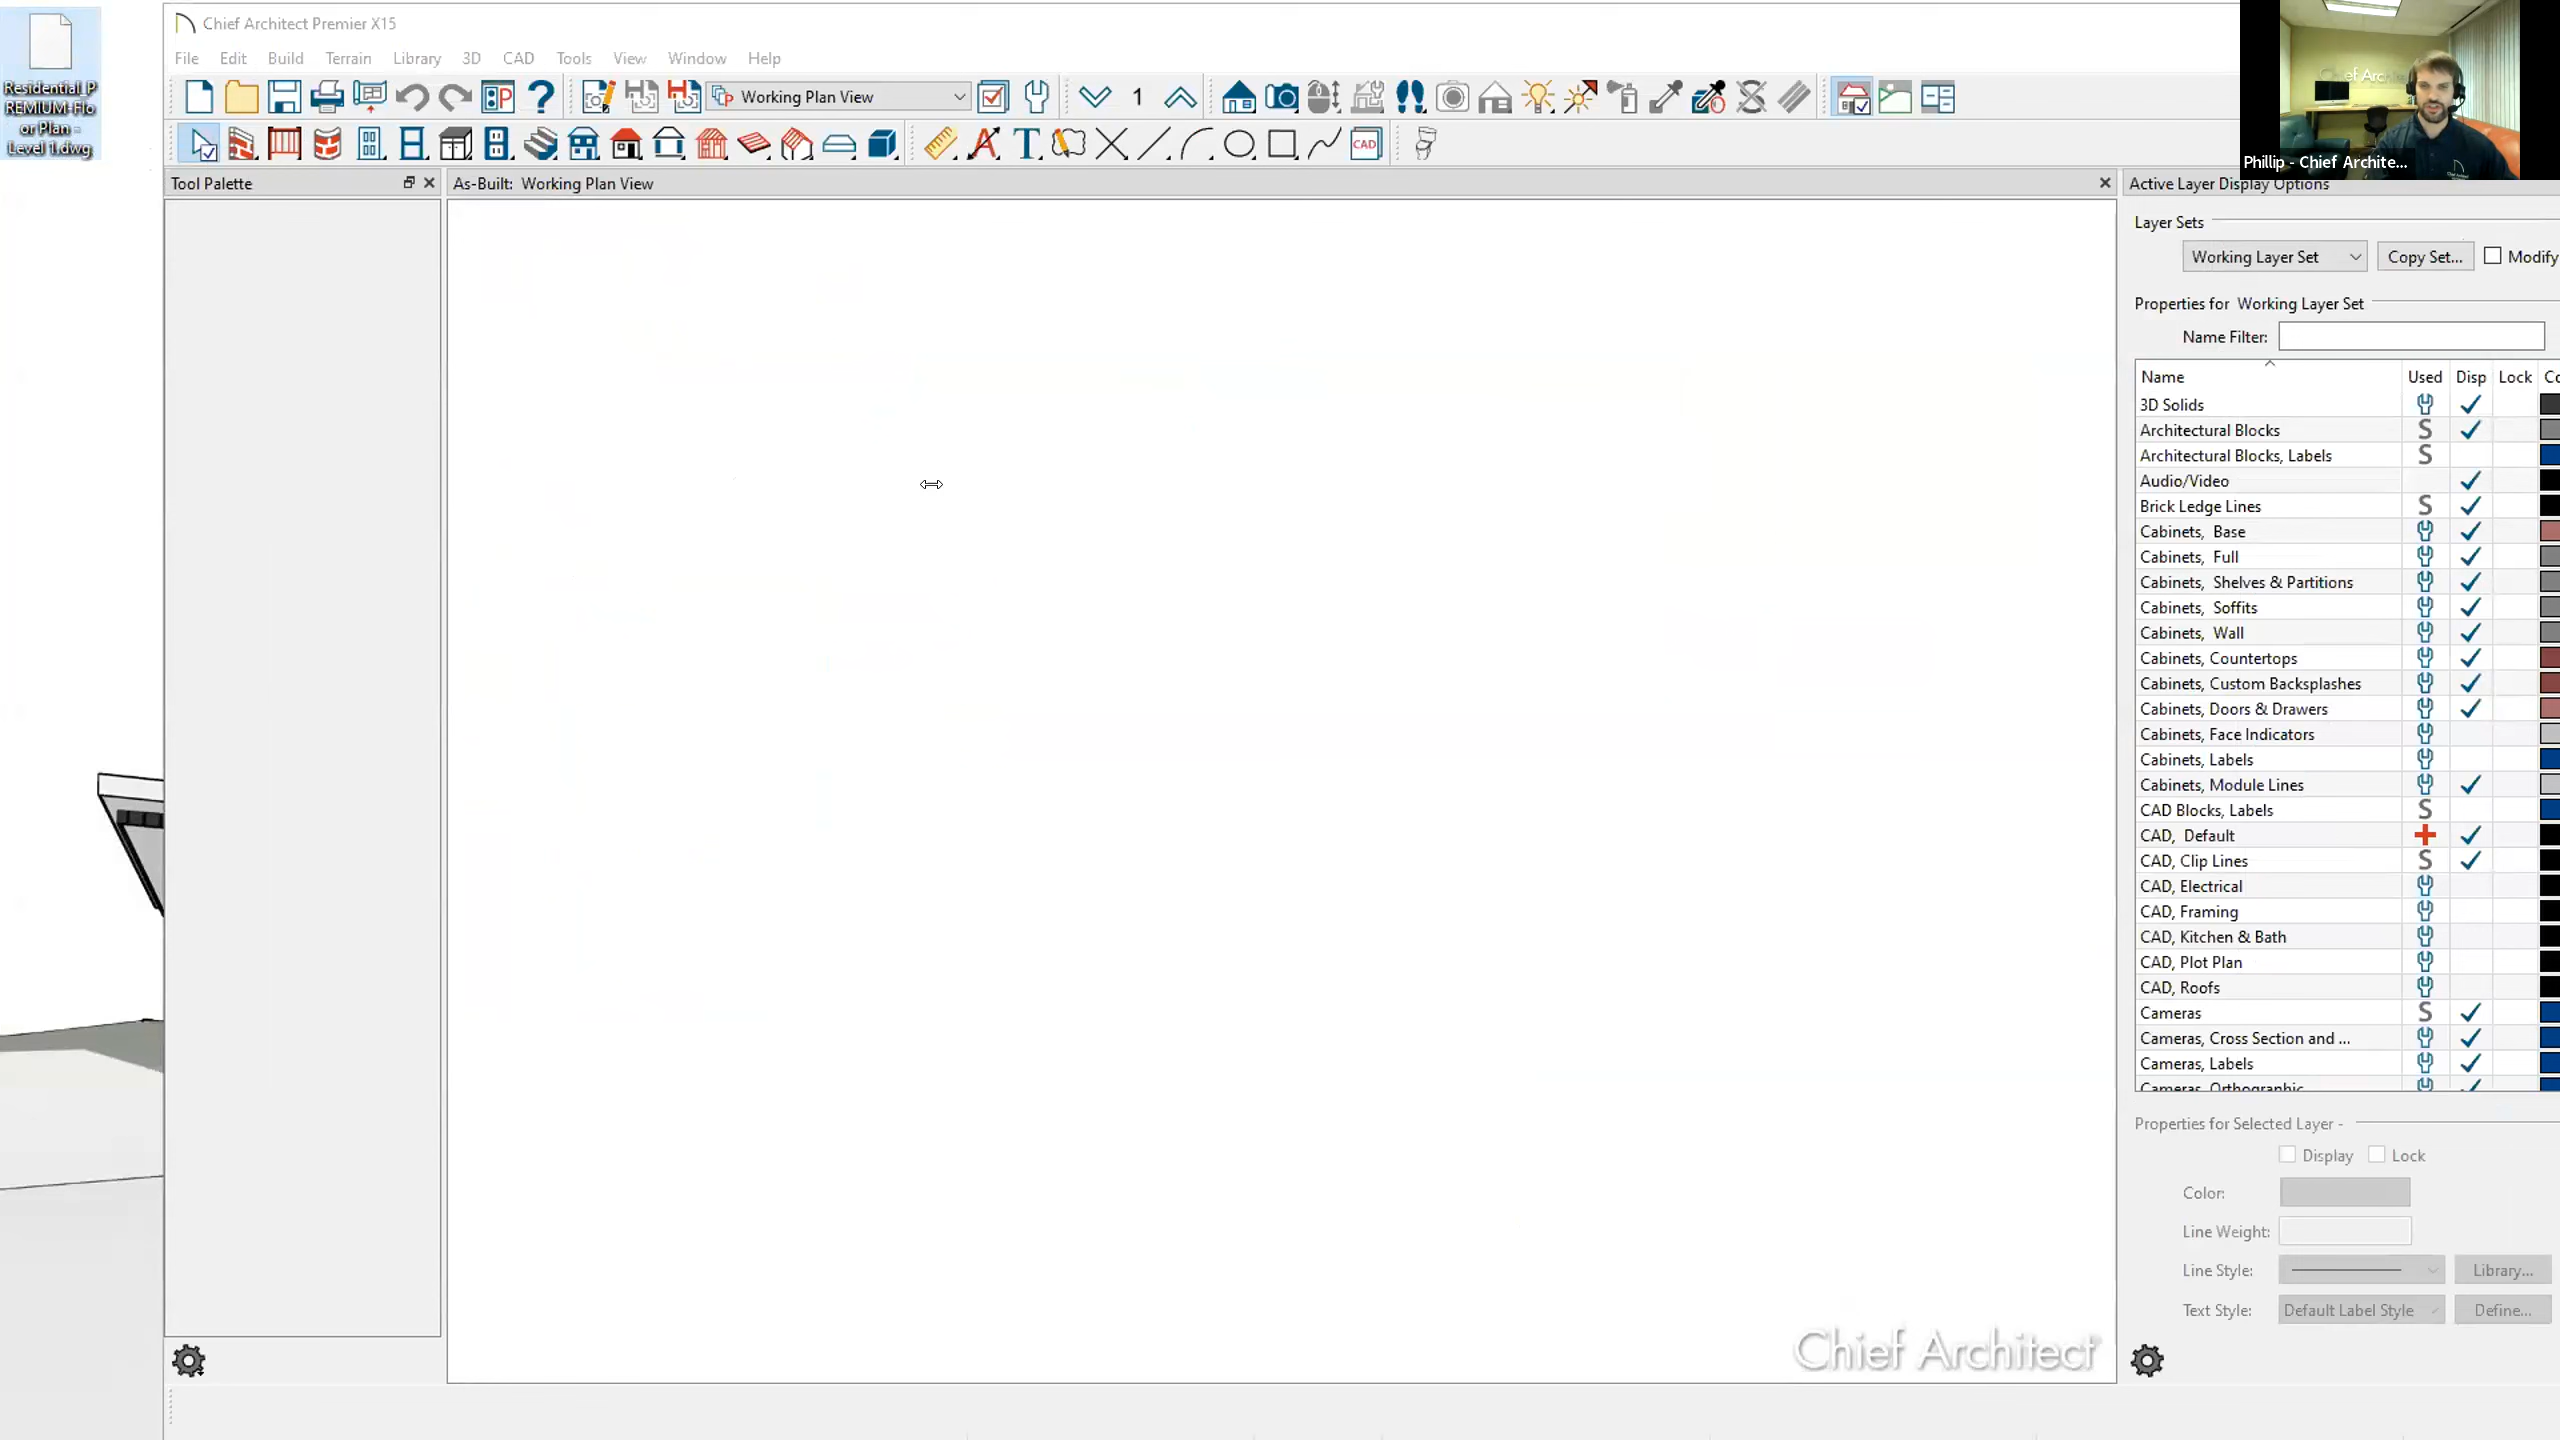 Residential_P
REMIUM-Flo
or Plan -
Level 1.dwg
Chief Architect Premier X15
File Edit Build Terrain Library 3D CAD Tools View Window Help
Working Plan View
1
CAD
Tool Palette
As-Built: Working Plan View
Phillip - Chief Archite...
Active Layer Display Options
Layer Sets
Working Layer Set Copy Set... Modify
Properties for Working Layer Set
Name Filter:
Name Used Disp Lock Co
3D Solids
Architectural Blocks S
Architectural Blocks, Labels S
Audio/Video
Brick Ledge Lines S
Cabinets, Base
Cabinets, Full
Cabinets, Shelves & Partitions
Cabinets, Soffits
Cabinets, Wall
Cabinets, Countertops
Cabinets, Custom Backsplashes
Cabinets, Doors & Drawers
Cabinets, Face Indicators
Cabinets, Labels
Cabinets, Module Lines
CAD Blocks, Labels S
CAD, Default
CAD, Clip Lines S
CAD, Electrical
CAD, Framing
CAD, Kitchen & Bath
CAD, Plot Plan
CAD, Roofs
Cameras S
Cameras, Cross Section and ...
Cameras, Labels
Cameras, Orthographic
Properties for Selected Layer -
Display Lock
Color:
Line Weight:
Line Style: Library...
Text Style: Default Label Style Define...
Chief Architect